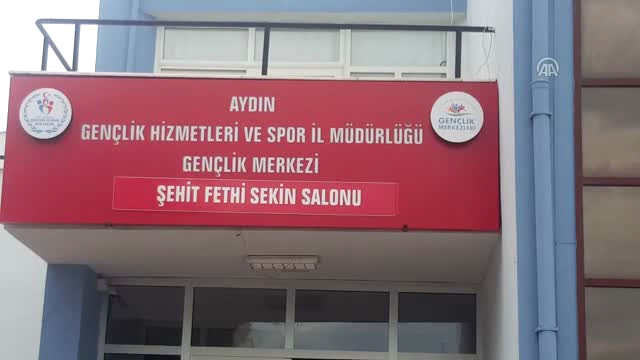 AYDIN
GENÇLİK HİZMETLERİ VE SPOR İL MÜDÜRLÜĞÜ
GENÇLİK MERKEZİ
ŞEHİT FETHİ SEKİN SALONU
GENÇLİK
MERKEZLERİ
AA